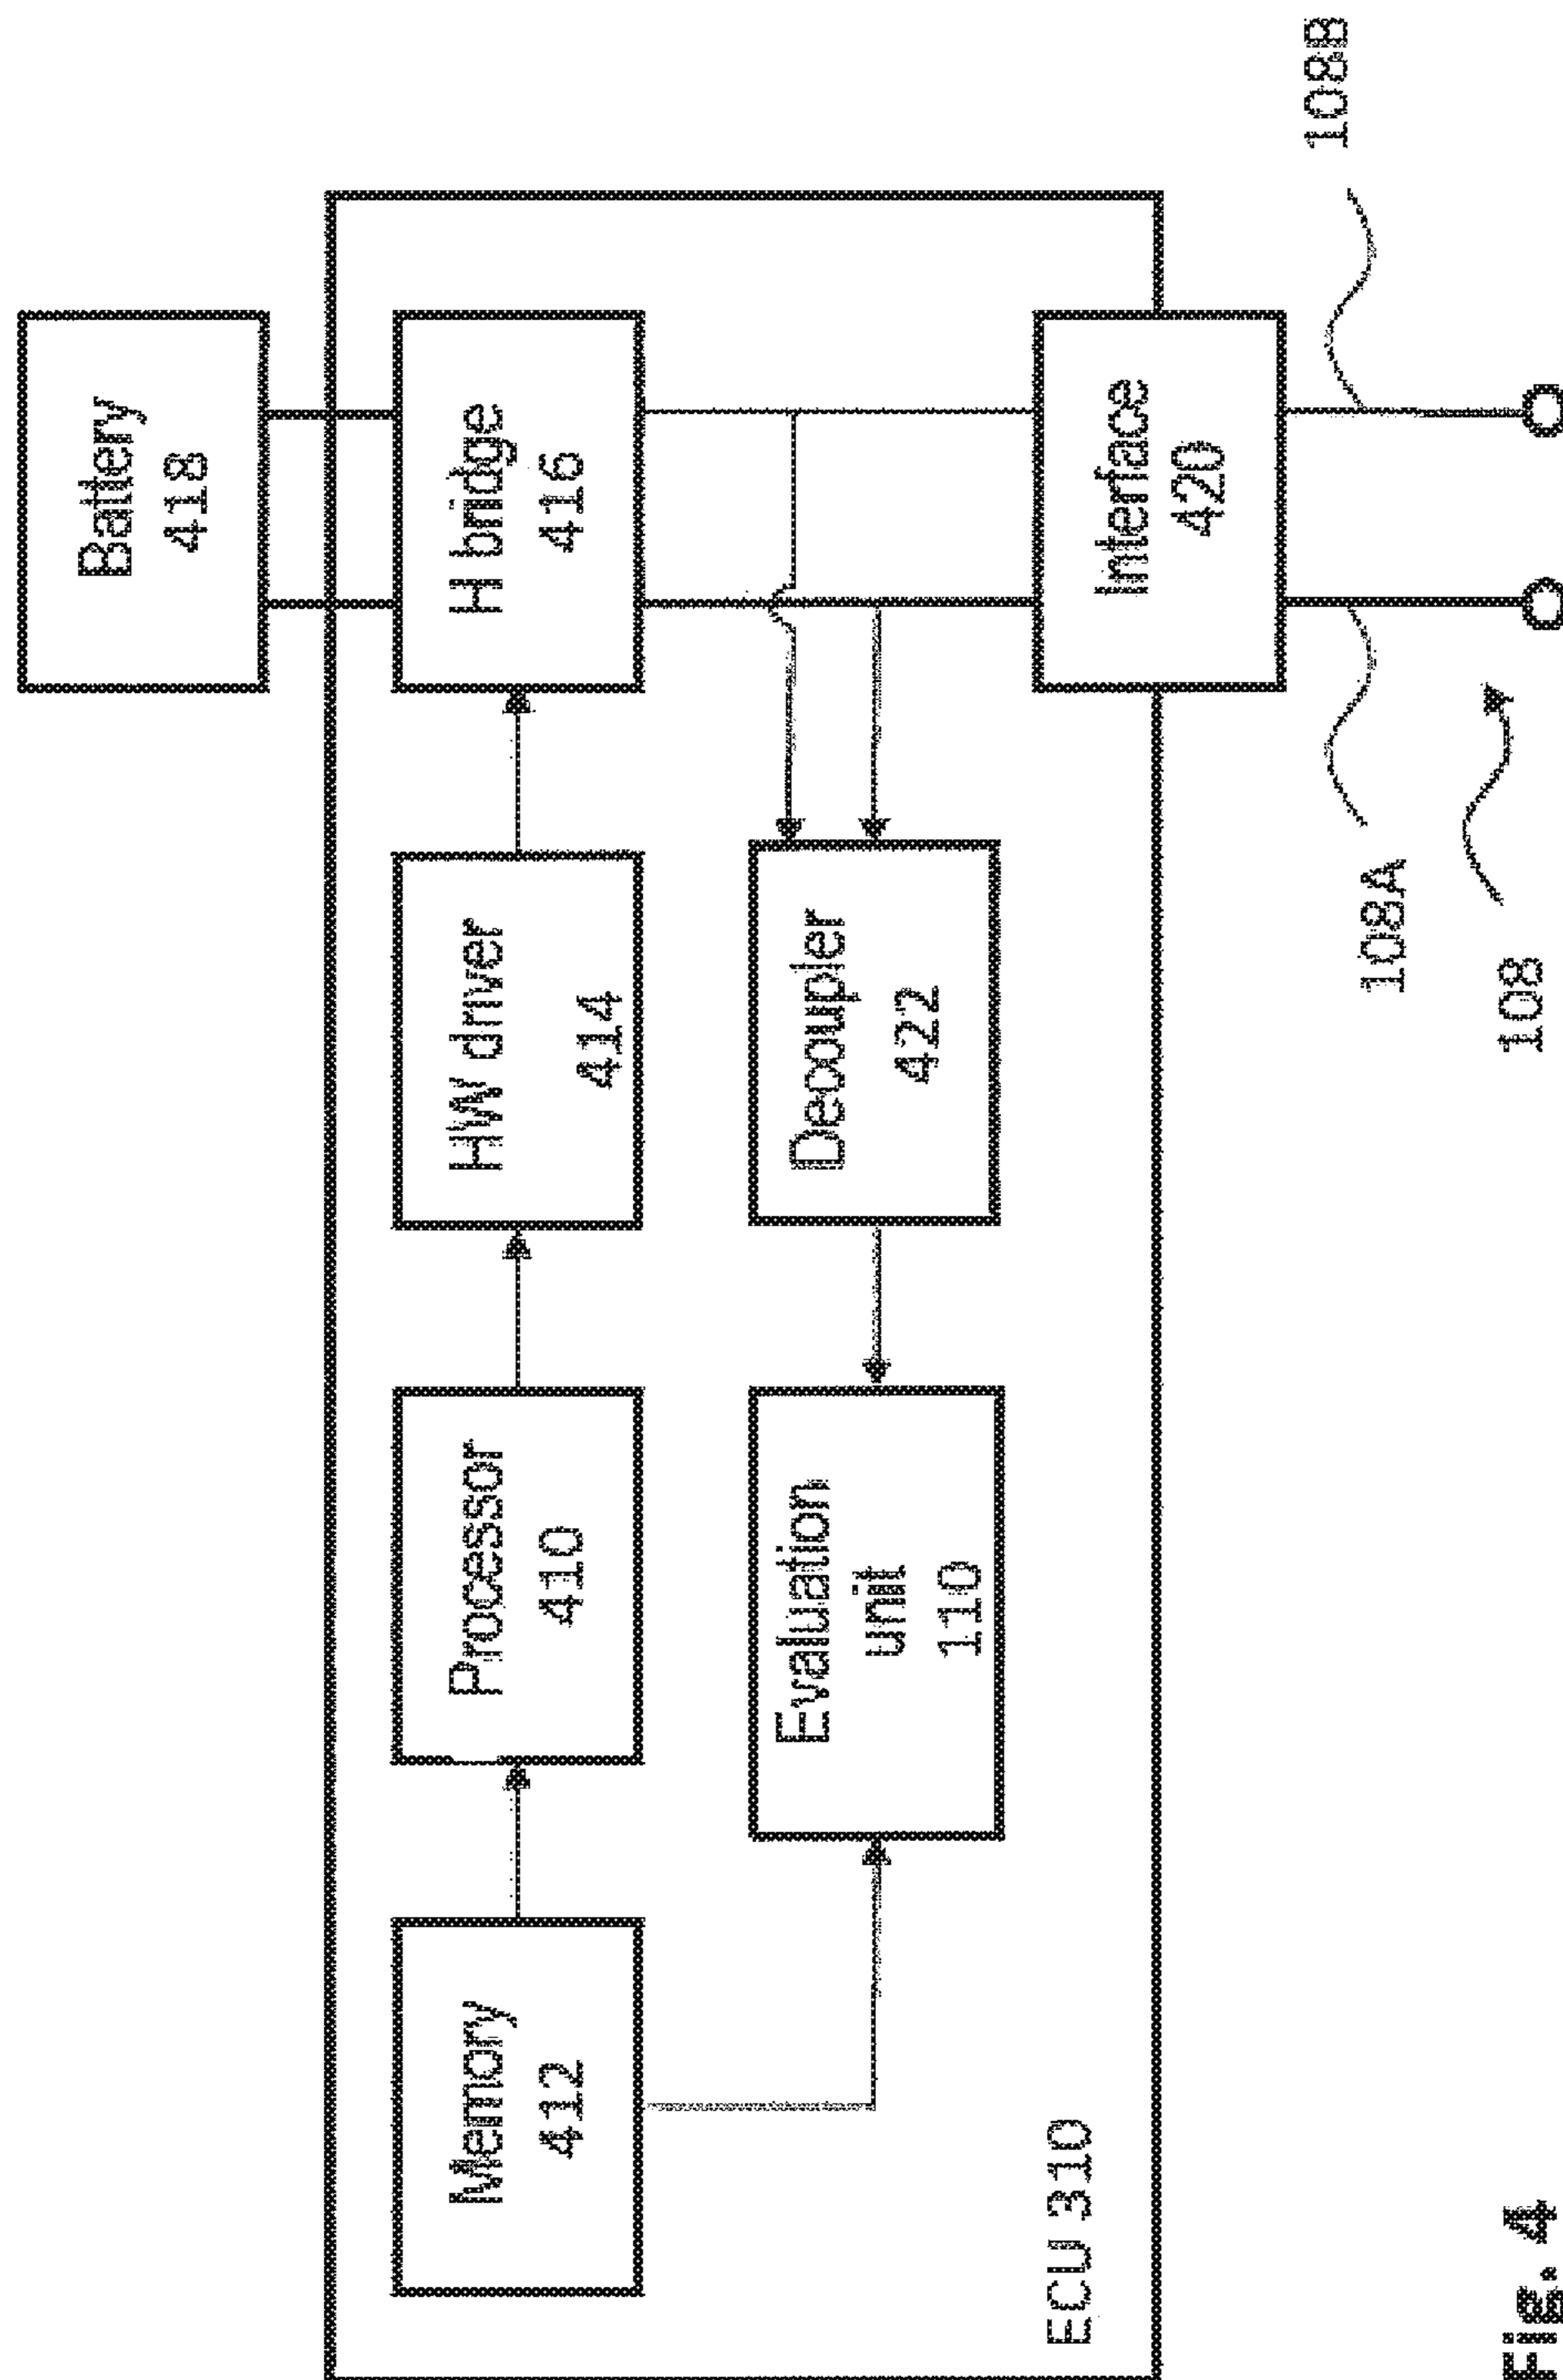 Battery
418
Memory
412
Processor
410
HW driver
414
H bridge
416
Evaluation
unit
110
Decoupler
422
Interface
420
ECU 310
108A
108B
108
Fig. 4